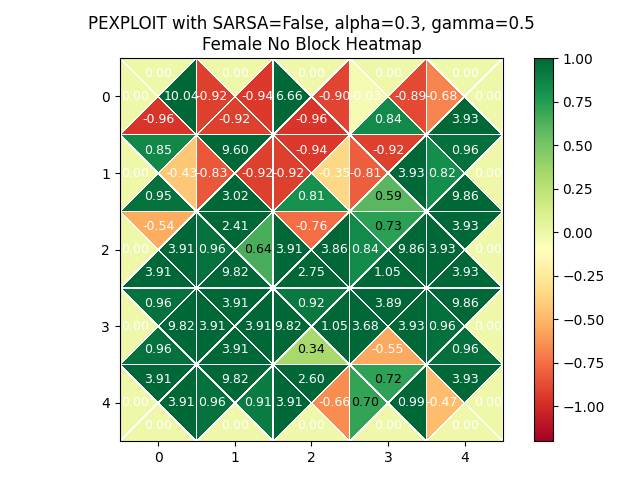 PEXPLOIT with SARSA=False, alpha=0.3, gamma=0.5
Female No Block Heatmap
0.00 0.00 0.00 0.00 0.00
0 0.00 10.04 -0.92 -0.94 6.66 -0.90 -0.89 -0.68 0.00
-0.96 -0.92 -0.96 0.84 3.93
0.85 9.60 -0.94 -0.92 0.96
1 0.00 -0.43 -0.83 -0.92 -0.92 -0.35 -0.81 3.93 0.82 0.00
0.95 3.02 0.81 0.59 9.86
-0.54 2.41 -0.76 0.73 3.93
2 0.00 3.91 0.96 0.64 3.91 3.86 0.84 9.86 3.93 0.00
3.91 9.82 2.75 1.05 3.93
0.96 3.91 0.92 3.89 9.86
3 0.00 9.82 3.91 3.91 9.82 1.05 3.68 3.93 0.96 0.00
0.96 3.91 0.34 -0.55 0.96
3.91 9.82 2.60 0.72 3.93
4 0.00 3.91 0.96 0.91 3.91 -0.66 0.70 0.99 -0.47 0.00
0.00 0.00 0.00 0.00 0.00
0 1 2 3 4
1.00
0.75
0.50
0.25
0.00
−0.25
−0.50
−0.75
−1.00